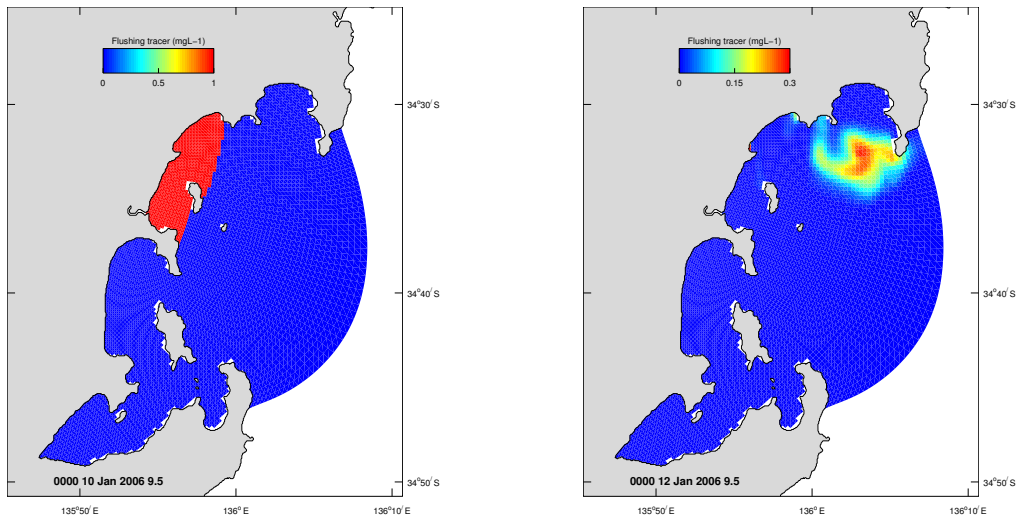 Flushing tracer (mgL−1)
0 0.5 1
34°30′ S
34°40′ S
34°50′ S
0000 10 Jan 2006 9.5
135°50′ E 136° E 136°10′ E
Flushing tracer (mgL−1)
0 0.15 0.3
34°30′ S
34°40′ S
34°50′ S
0000 12 Jan 2006 9.5
135°50′ E 136° E 136°10′ E